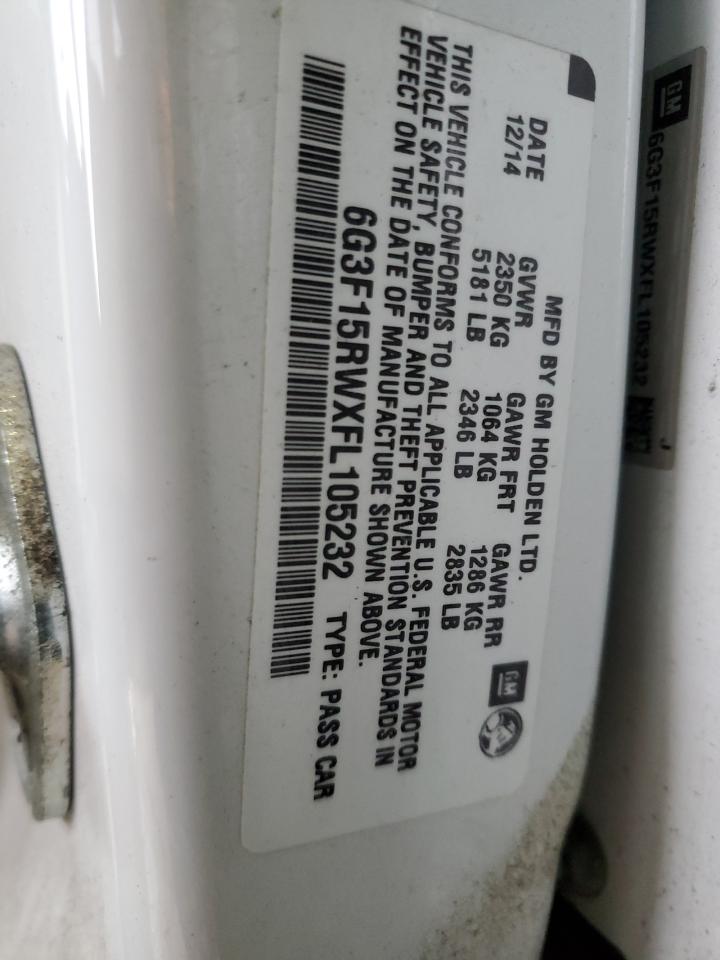 MFD BY GM HOLDEN LTD.
DATE GVWR GAWR FRT GAWR RR
12/14 2350 KG 1064 KG 1286 KG
5181 LB 2346 LB 2835 LB
GM
THIS VEHICLE CONFORMS TO ALL APPLICABLE U.S. FEDERAL MOTOR
VEHICLE SAFETY, BUMPER AND THEFT PREVENTION STANDARDS IN
EFFECT ON THE DATE OF MANUFACTURE SHOWN ABOVE.
6G3F15RWXFL105232 TYPE: PASS CAR
GM 6G3F15RWXFL105232
J